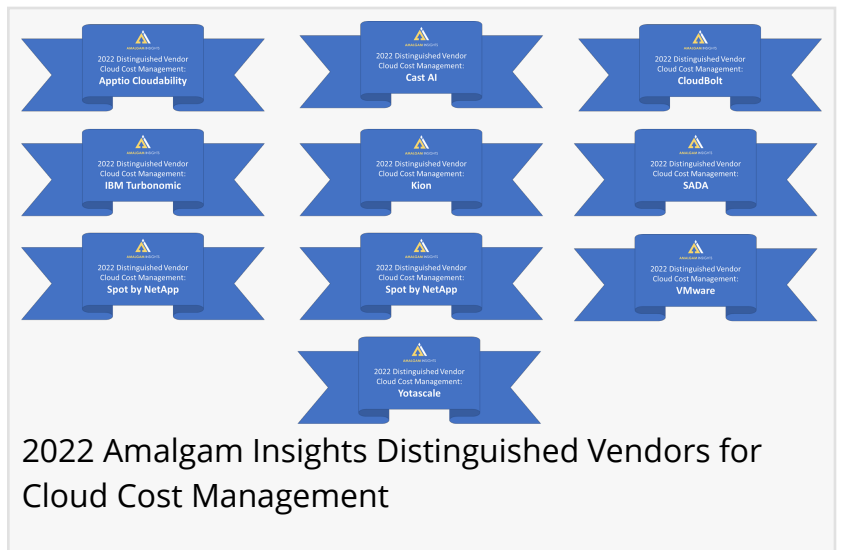 AMALGAM INSIGHTS
2022 Distinguished Vendor
Cloud Cost Management:
Apptio Cloudability
AMALGAM INSIGHTS
2022 Distinguished Vendor
Cloud Cost Management:
Cast AI
AMALGAM INSIGHTS
2022 Distinguished Vendor
Cloud Cost Management:
CloudBolt
AMALGAM INSIGHTS
2022 Distinguished Vendor
Cloud Cost Management:
IBM Turbonomic
AMALGAM INSIGHTS
2022 Distinguished Vendor
Cloud Cost Management:
Kion
AMALGAM INSIGHTS
2022 Distinguished Vendor
Cloud Cost Management:
SADA
AMALGAM INSIGHTS
2022 Distinguished Vendor
Cloud Cost Management:
Spot by NetApp
AMALGAM INSIGHTS
2022 Distinguished Vendor
Cloud Cost Management:
Spot by NetApp
AMALGAM INSIGHTS
2022 Distinguished Vendor
Cloud Cost Management:
VMware
AMALGAM INSIGHTS
2022 Distinguished Vendor
Cloud Cost Management:
Yotascale
2022 Amalgam Insights Distinguished Vendors for
Cloud Cost Management